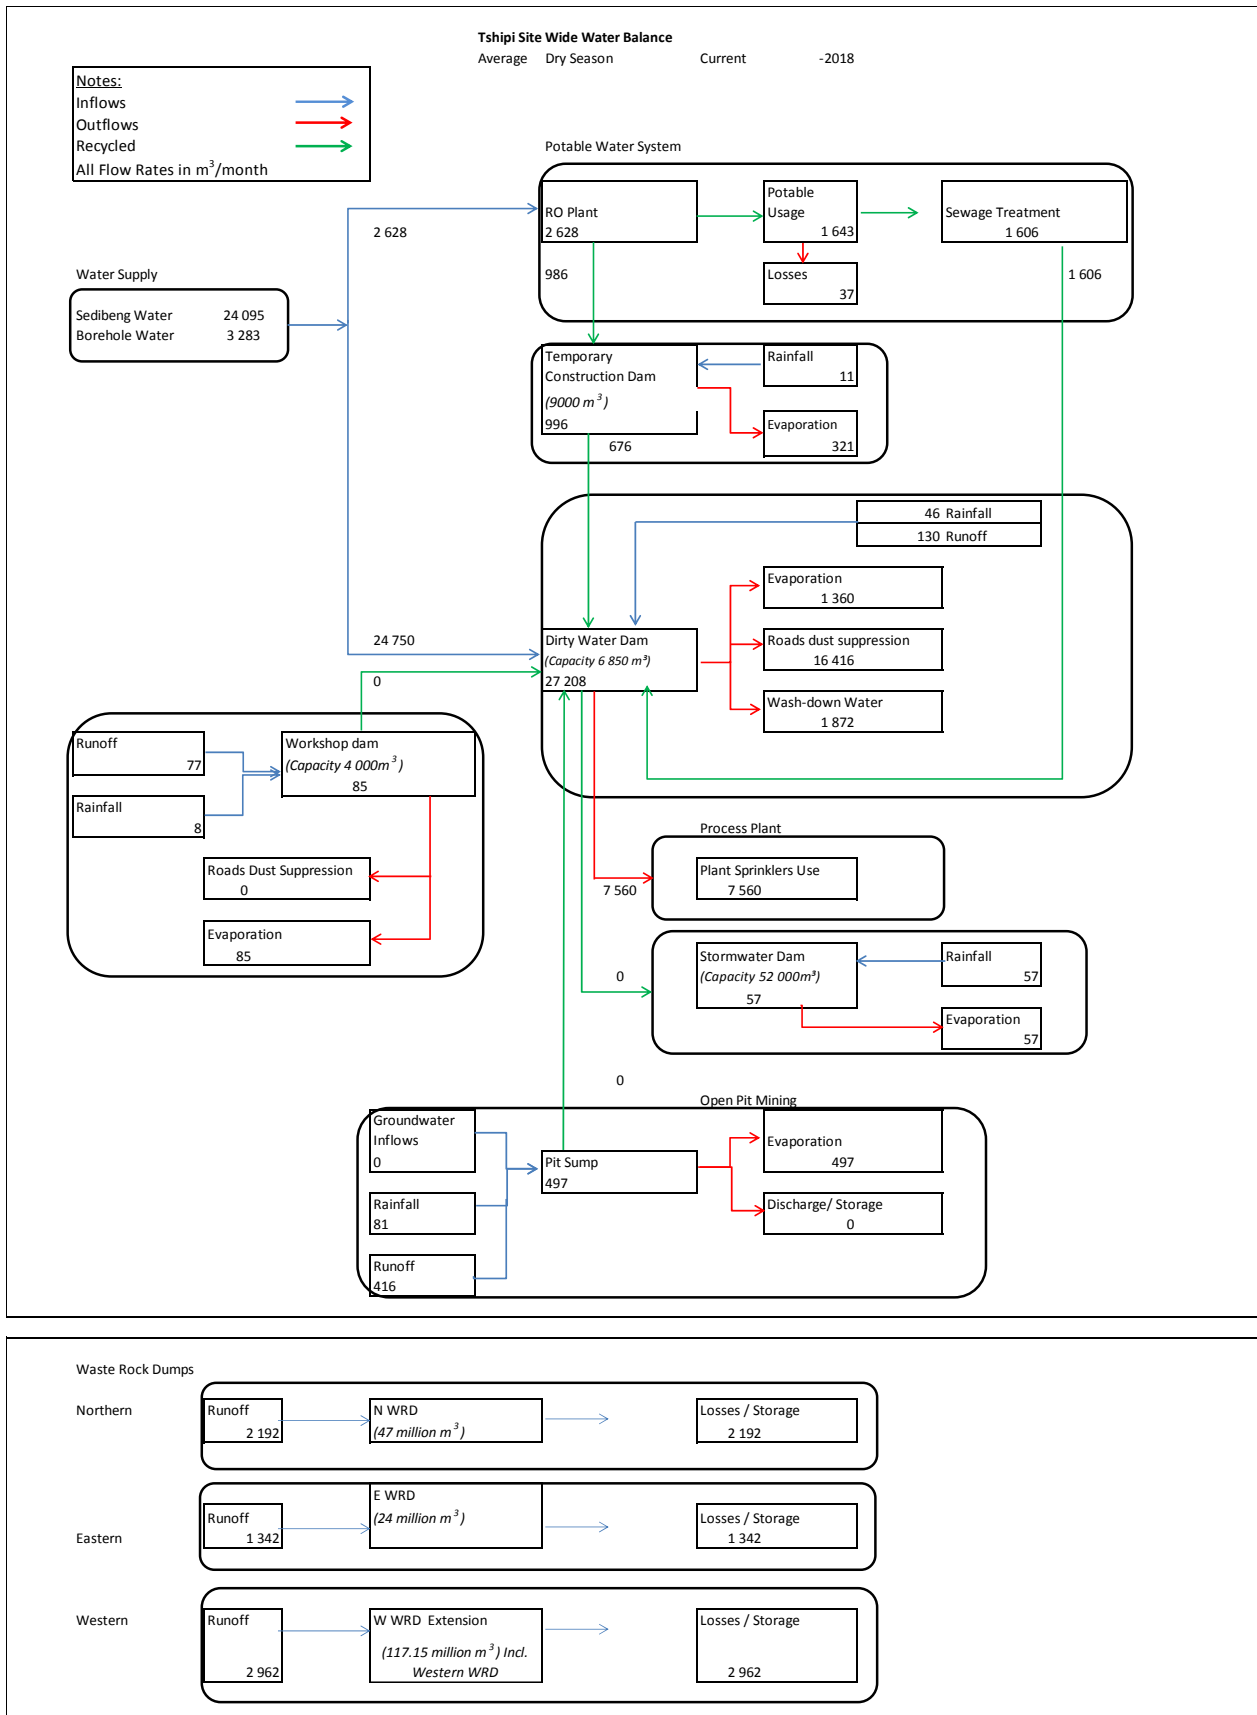 Tshipi Site Wide Water Balance
Average Dry Season Current -2018
Notes:
Inflows
Outflows
Recycled
All Flow Rates in m³/month
Potable Water System
RO Plant
2 628
Potable
Usage
1 643
Sewage Treatment
1 606
2 628
Losses
37
986
1 606
Water Supply
Sedibeng Water 24 095
Borehole Water 3 283
Temporary
Construction Dam
(9000 m³)
996
Rainfall
11
Evaporation
321
676
46 Rainfall
130 Runoff
Evaporation
1 360
Roads dust suppression
16 416
Wash-down Water
1 872
24 750
Dirty Water Dam
(Capacity 6 850 m³)
27 208
0
Runoff
77
Workshop dam
(Capacity 4 000m³)
85
Rainfall
8
Roads Dust Suppression
0
Evaporation
85
Process Plant
Plant Sprinklers Use
7 560
7 560
Stormwater Dam
(Capacity 52 000m³)
57
Rainfall
57
Evaporation
57
0
0
Open Pit Mining
Groundwater
Inflows
0
Pit Sump
497
Evaporation
497
Rainfall
81
Discharge/ Storage
0
Runoff
416
Waste Rock Dumps
Northern
Runoff
2 192
N WRD
(47 million m³)
Losses / Storage
2 192
Eastern
Runoff
1 342
E WRD
(24 million m³)
Losses / Storage
1 342
Western
Runoff
2 962
W WRD Extension
(117.15 million m³) Incl.
Western WRD
Losses / Storage
2 962